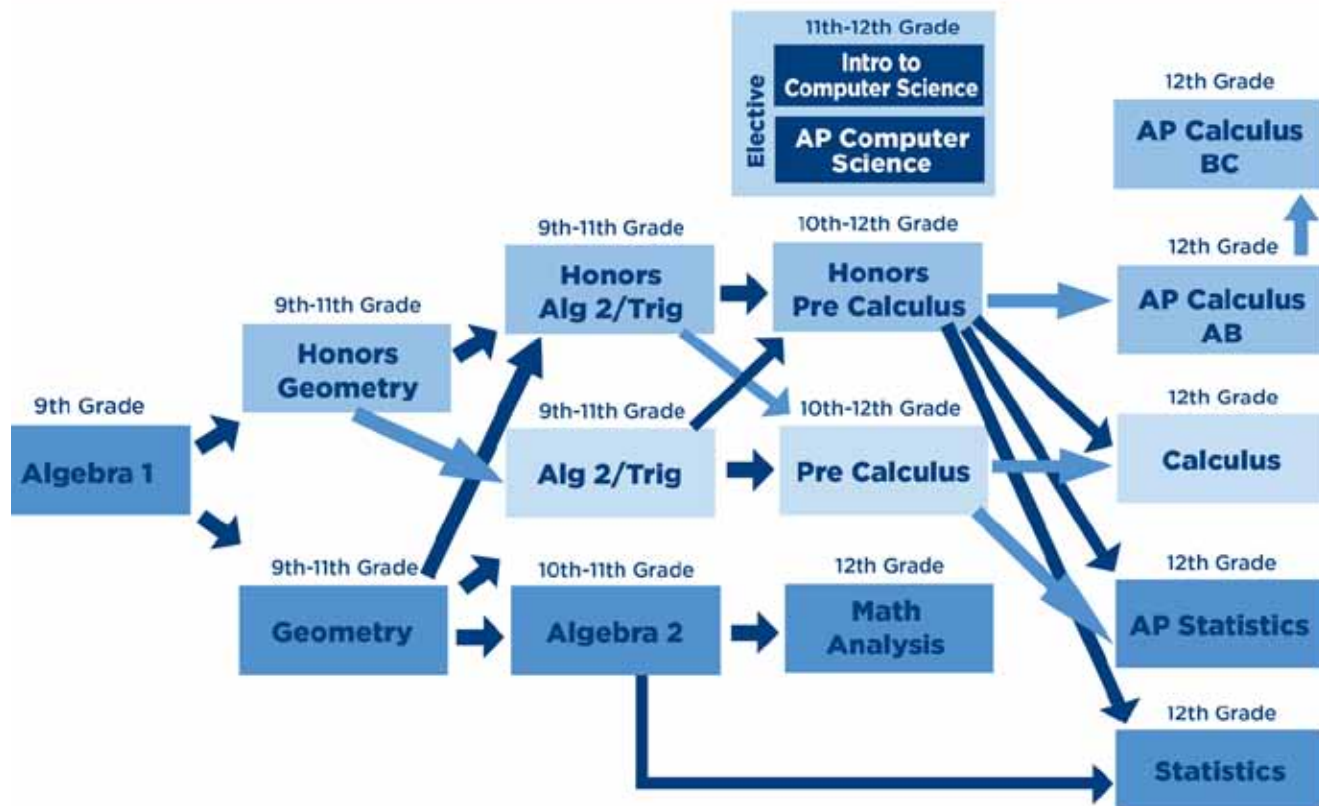 11th-12th Grade
Elective
Intro to
Computer Science
AP Computer
Science
12th Grade
AP Calculus
BC
9th-11th Grade
Honors
Alg 2/Trig
10th-12th Grade
Honors
Pre Calculus
12th Grade
AP Calculus
AB
9th-11th Grade
Honors
Geometry
9th Grade
Algebra 1
9th-11th Grade
Alg 2/Trig
10th-12th Grade
Pre Calculus
12th Grade
Calculus
9th-11th Grade
Geometry
10th-11th Grade
Algebra 2
12th Grade
Math
Analysis
12th Grade
AP Statistics
12th Grade
Statistics